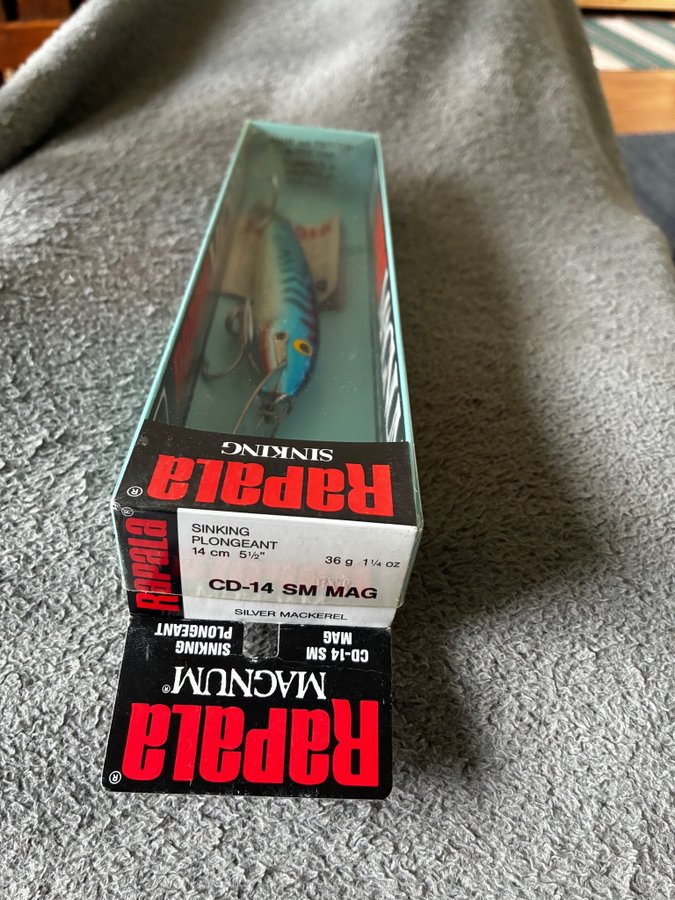 SINKING
RAPALA®
RAPALA®
SINKING
PLONGEANT
14 cm 5½"
36 g 1¼ oz
CD-14 SM MAG
SILVER MACKEREL
SINKING
PLONGEANT
CD-14 SM
MAG
MAGNUM®
RAPALA®